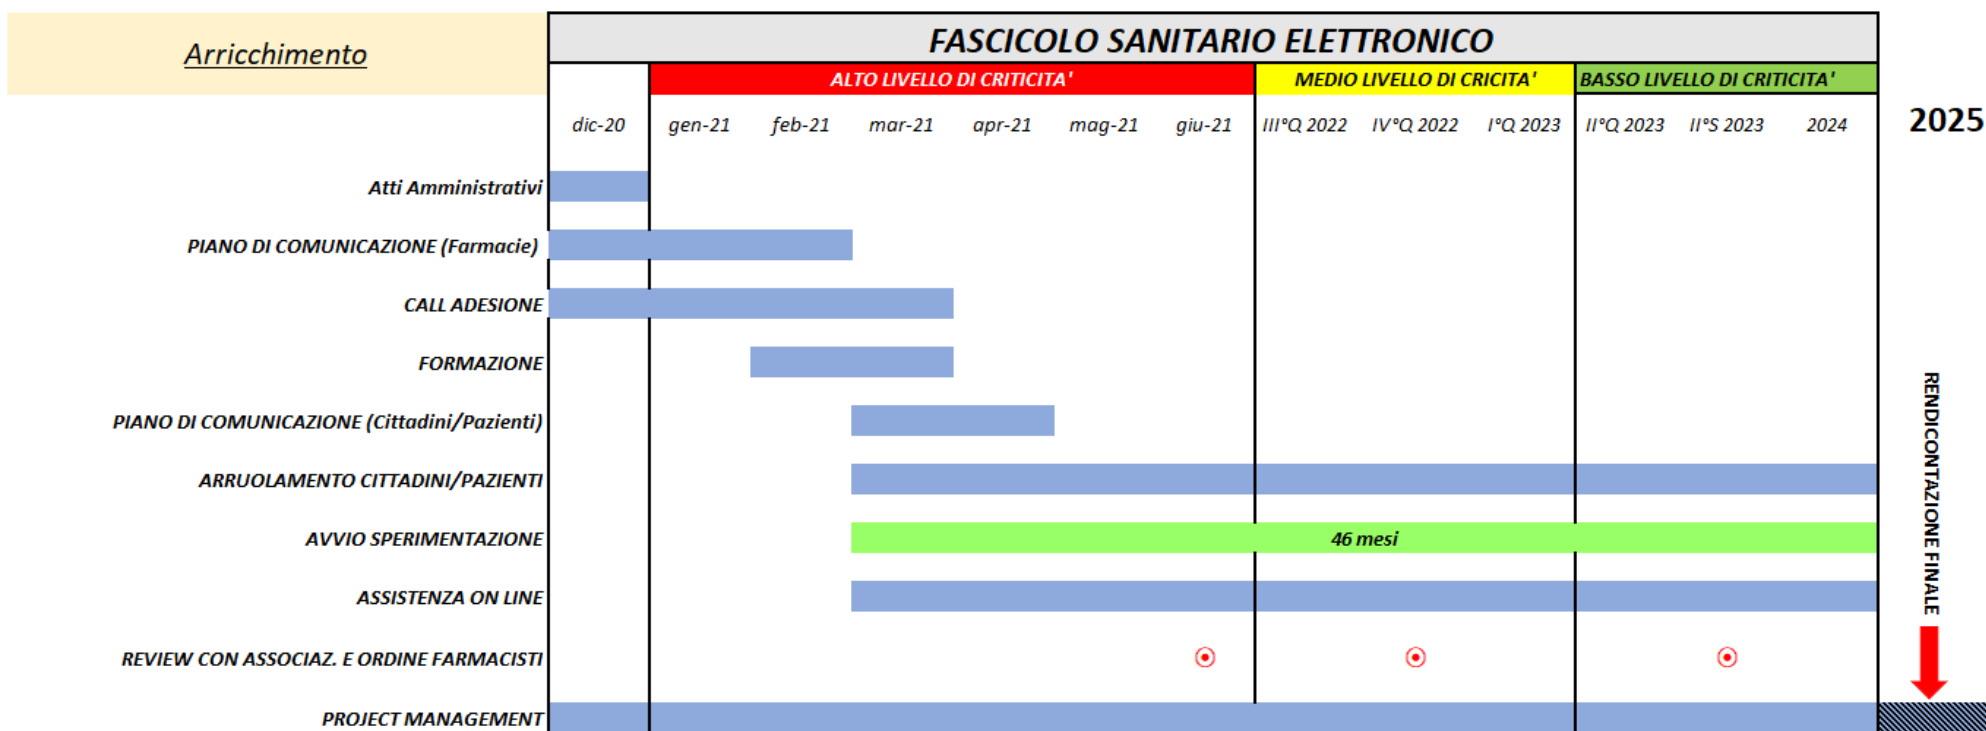 Arricchimento
FASCICOLO SANITARIO ELETTRONICO
ALTO LIVELLO DI CRITICITA'
MEDIO LIVELLO DI CRICITA'
BASSO LIVELLO DI CRITICITA'
dic-20 gen-21 feb-21 mar-21 apr-21 mag-21 giu-21 III°Q 2022 IV°Q 2022 I°Q 2023 II°Q 2023 II°S 2023 2024 2025
Atti Amministrativi
PIANO DI COMUNICAZIONE (Farmacie)
CALL ADESIONE
FORMAZIONE
PIANO DI COMUNICAZIONE (Cittadini/Pazienti)
ARRUOLAMENTO CITTADINI/PAZIENTI
AVVIO SPERIMENTAZIONE 46 mesi
ASSISTENZA ON LINE
REVIEW CON ASSOCIAZ. E ORDINE FARMACISTI
PROJECT MANAGEMENT
RENDICONTAZIONE FINALE